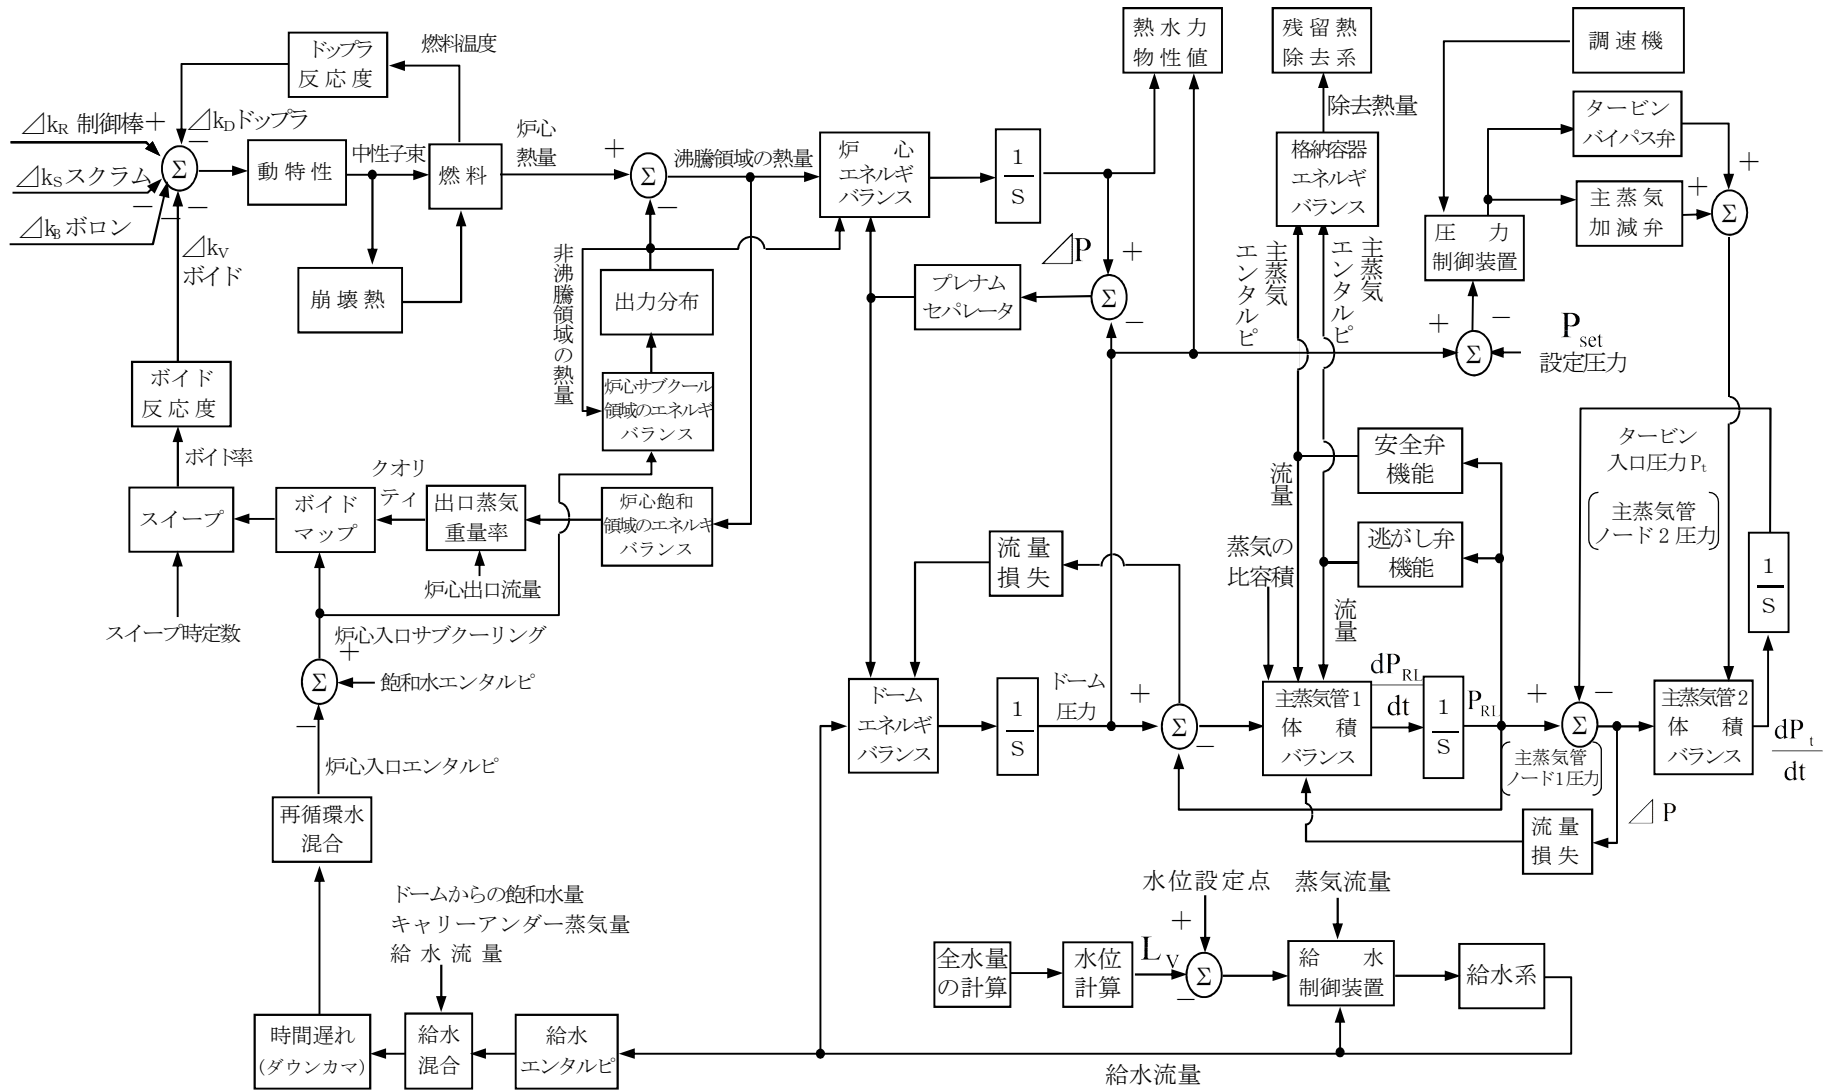 ドップラ
反応度
燃料温度
⊿kR 制御棒＋
⊿kDドップラ
－
⊿kSスクラム
－
⊿kBボロン
－
－
⊿kV
ボイド
Σ
動特性
中性子束
燃料
崩壊熱
炉心
熱量
＋
Σ
－
沸騰領域の熱量
炉心
エネルギ
バランス
1
S
熱水力
物性値
残留熱
除去系
除去熱量
格納容器
エネルギ
バランス
調速機
タービン
バイパス弁
＋
主蒸気
加減弁
＋
Σ
圧力
制御装置
＋
－
Σ
Pset
設定圧力
非沸騰領域の熱量
出力分布
炉心サブクール
領域のエネルギ
バランス
⊿P
＋
Σ
－
プレナム
セパレータ
主蒸気
エンタルピ
主蒸気
エンタルピ
ボイド
反応度
ボイド率
スイープ
スイープ時定数
ボイド
マップ
クオリ
ティ
出口蒸気
重量率
炉心出口流量
炉心飽和
領域のエネルギ
バランス
流量
損失
蒸気の
比容積
流量
流量
安全弁
機能
逃がし弁
機能
タービン
入口圧力Pt
主蒸気管
ノード2圧力
1
S
炉心入口サブクーリング
＋
Σ
－
飽和水エンタルピ
炉心入口エンタルピ
再循環水
混合
ドーム
エネルギ
バランス
1
S
ドーム
圧力
＋
Σ
－
主蒸気管1
体積
バランス
dPRI
dt
1
S
PRI
主蒸気管
ノード1圧力
＋
－
Σ
主蒸気管2
体積
バランス
dPt
dt
⊿P
流量
損失
ドームからの飽和水量
キャリーアンダー蒸気量
給水流量
時間遅れ
(ダウンカマ)
給水
混合
給水
エンタルピ
全水量
の計算
水位
計算
LV
水位設定点
＋
Σ
－
蒸気流量
給水
制御装置
給水系
給水流量